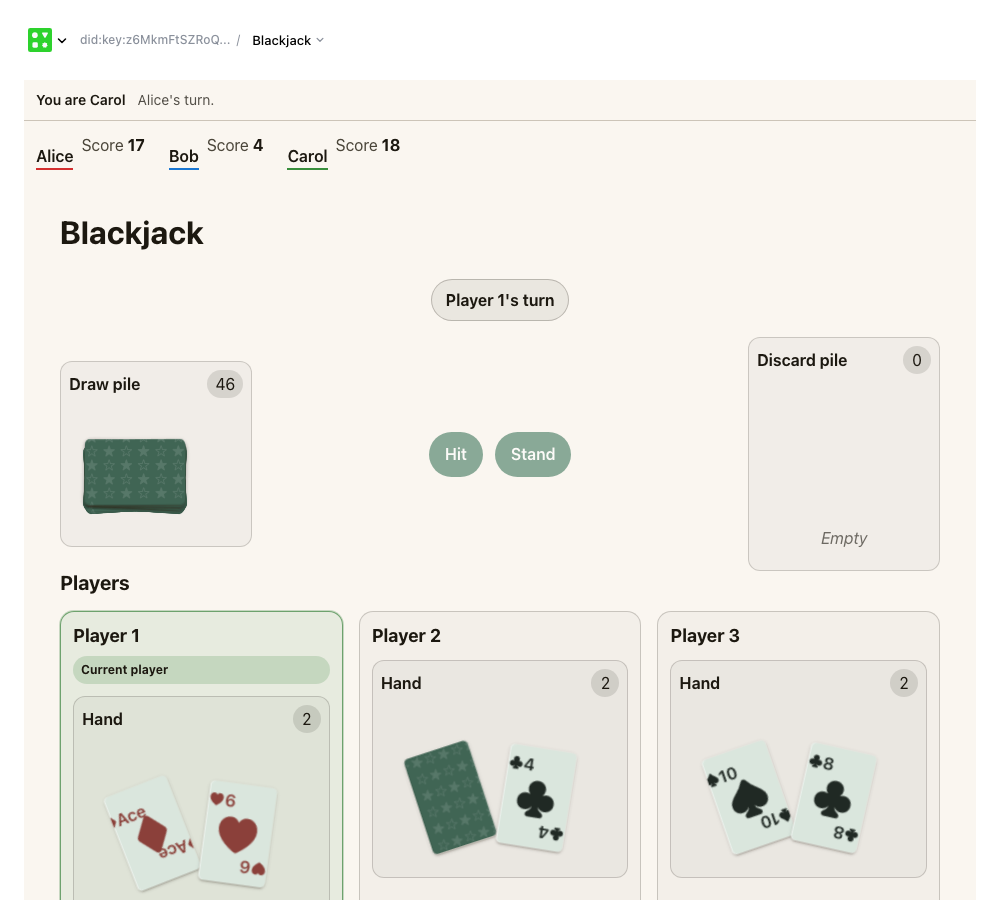 did:key:z6MkmFtSZRoQ... / Blackjack
You are Carol Alice's turn.
Alice Score 17 Bob Score 4 Carol Score 18
Blackjack
Player 1's turn
Draw pile 46
Discard pile 0
Hit Stand
Empty
Players
Player 1
Current player
Hand 2
Ace
Ace
6
6
Player 2
Hand 2
4
4
Player 3
Hand 2
10
10
8
8